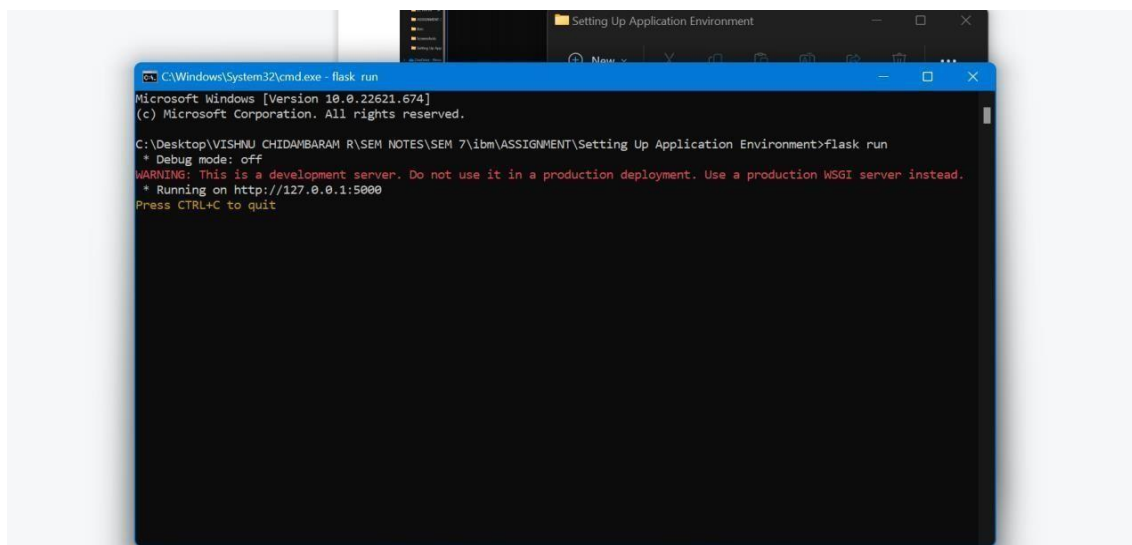 Setting Up Application Environment
New
C:\Windows\System32\cmd.exe - flask run
Microsoft Windows [Version 10.0.22621.674]
(c) Microsoft Corporation. All rights reserved.
C:\Desktop\VISHNU CHIDAMBARAM R\SEM NOTES\SEM 7\ibm\ASSIGNMENT\Setting Up Application Environment>flask run
* Debug mode: off
WARNING: This is a development server. Do not use it in a production deployment. Use a production WSGI server instead.
* Running on http://127.0.0.1:5000
Press CTRL+C to quit